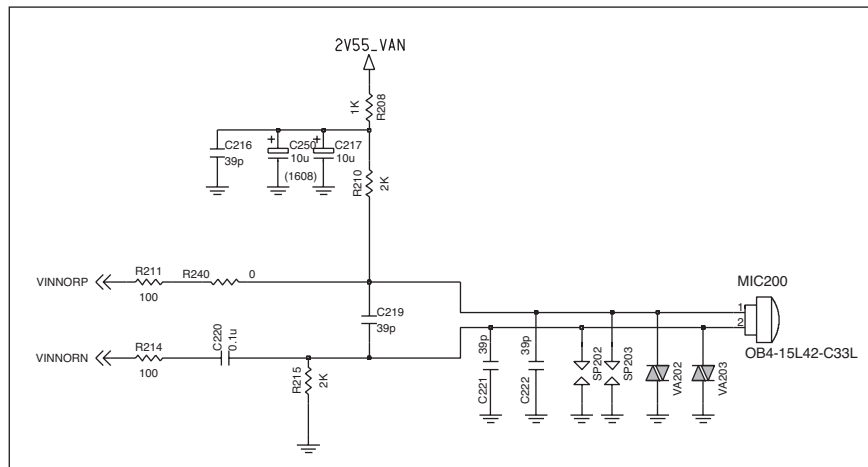 2V55_VAN
1K
R208
C216
39p
+
C250
10u
(1608)
+
C217
10u
R210
2K
VINNORP
R211
100
R240
0
C219
39p
VINNORN
R214
100
C220
0.1u
R215
2K
39p
C221
39p
C222
SP202
SP203
VA202
VA203
MIC200
1
2
OB4-15L42-C33L